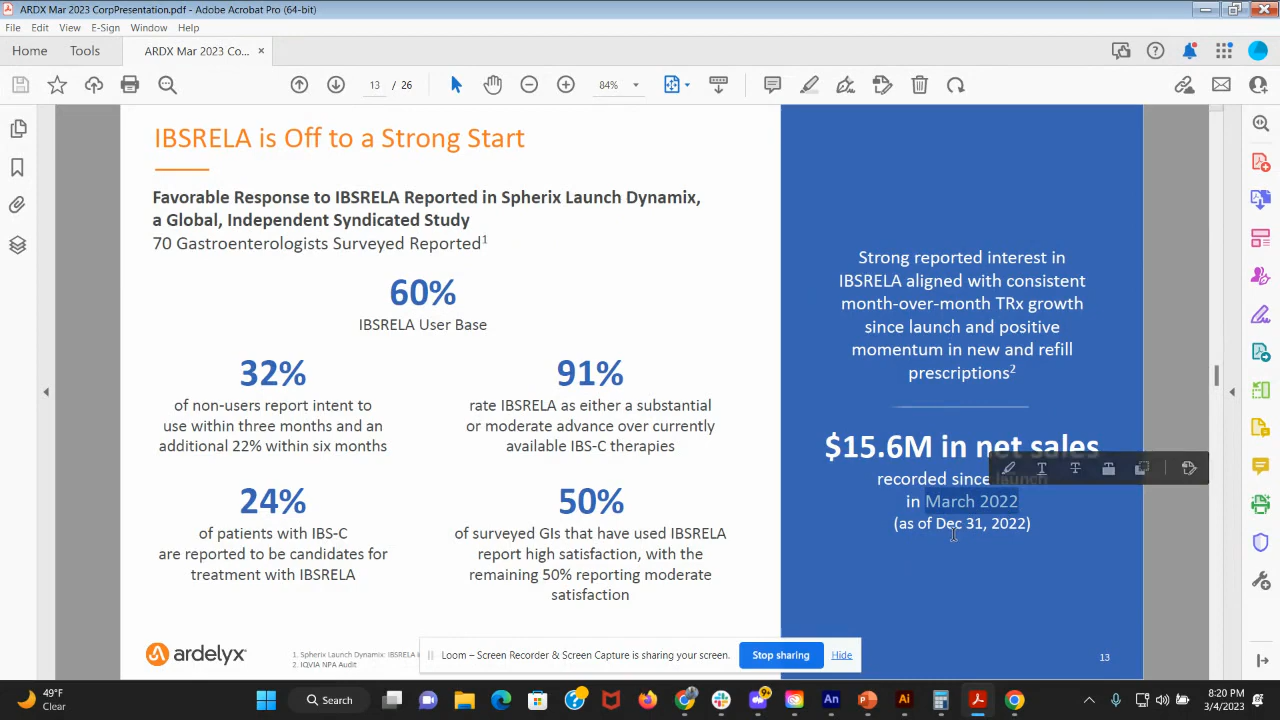 ARDX Mar 2023 CorpPresentation.pdf - Adobe Acrobat Pro (64-bit)
File Edit View E-Sign Window Help
Home Tools ARDX Mar 2023 Co... ×
13 / 26 84%
IBSRELA is Off to a Strong Start
Favorable Response to IBSRELA Reported in Spherix Launch Dynamix,
a Global, Independent Syndicated Study
70 Gastroenterologists Surveyed Reported1
60%
IBSRELA User Base
32%
of non-users report intent to
use within three months and an
additional 22% within six months
91%
rate IBSRELA as either a substantial
or moderate advance over currently
available IBS-C therapies
24%
of patients with IBS-C
are reported to be candidates for
treatment with IBSRELA
50%
of surveyed GIs that have used IBSRELA
report high satisfaction, with the
remaining 50% reporting moderate
satisfaction
Strong reported interest in
IBSRELA aligned with consistent
month-over-month TRx growth
since launch and positive
momentum in new and refill
prescriptions2
$15.6M in net sales
recorded since launch
in March 2022
(as of Dec 31, 2022)
ardelyx
1. Spherix Launch Dynamix: IBSRELA
2. IQVIA NPA Audit
13
Loom – Screen Recorder & Screen Capture is sharing your screen. Stop sharing Hide
49°F
Clear
Search
9+
An
Ai
8:20 PM
3/4/2023